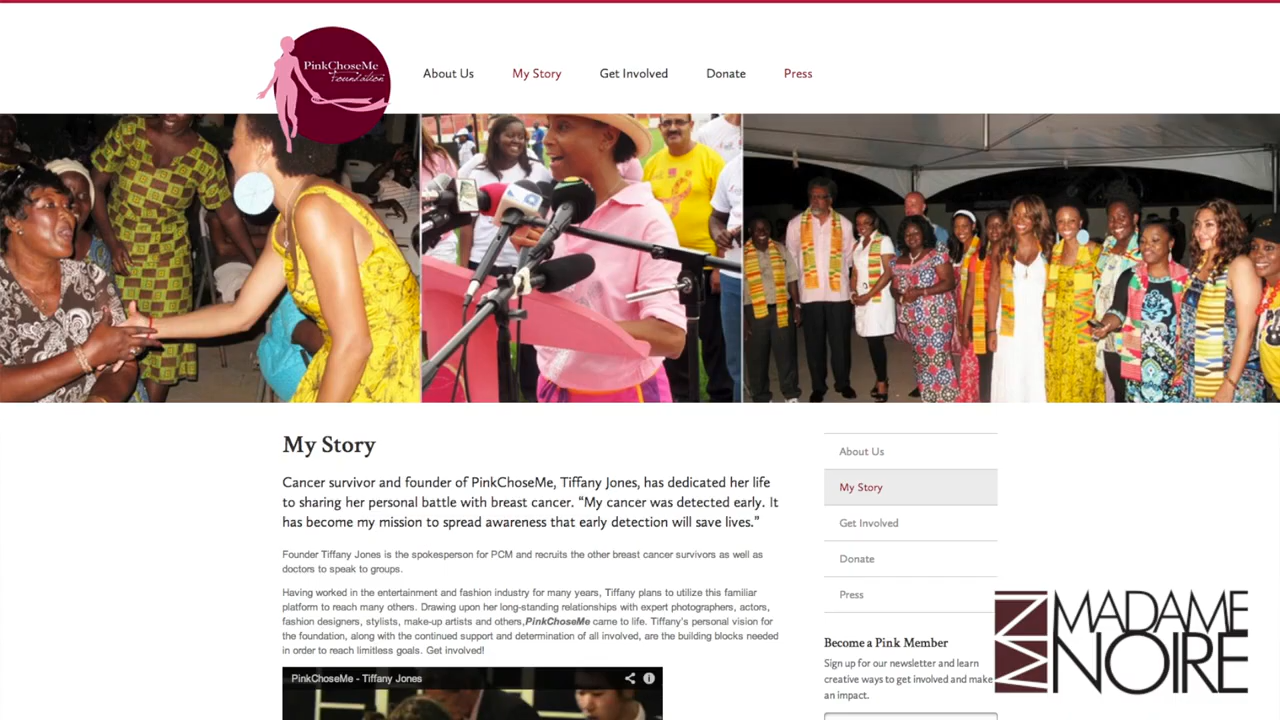 PinkChoseMe
Foundation
About Us
My Story
Get Involved
Donate
Press
My Story
Cancer survivor and founder of PinkChoseMe, Tiffany Jones, has dedicated her life
to sharing her personal battle with breast cancer. “My cancer was detected early. It
has become my mission to spread awareness that early detection will save lives.”
Founder Tiffany Jones is the spokesperson for PCM and recruits the other breast cancer survivors as well as
doctors to speak to groups.
Having worked in the entertainment and fashion industry for many years, Tiffany plans to utilize this familiar
platform to reach many others. Drawing upon her long-standing relationships with expert photographers, actors,
fashion designers, stylists, make-up artists and others,PinkChoseMe came to life. Tiffany's personal vision for
the foundation, along with the continued support and determination of all involved, are the building blocks needed
in order to reach limitless goals. Get involved!
PinkChoseMe - Tiffany Jones
About Us
My Story
Get Involved
Donate
Press
Become a Pink Member
Sign up for our newsletter and learn
creative ways to get involved and make
an impact.
MN
MADAME
NOIRE